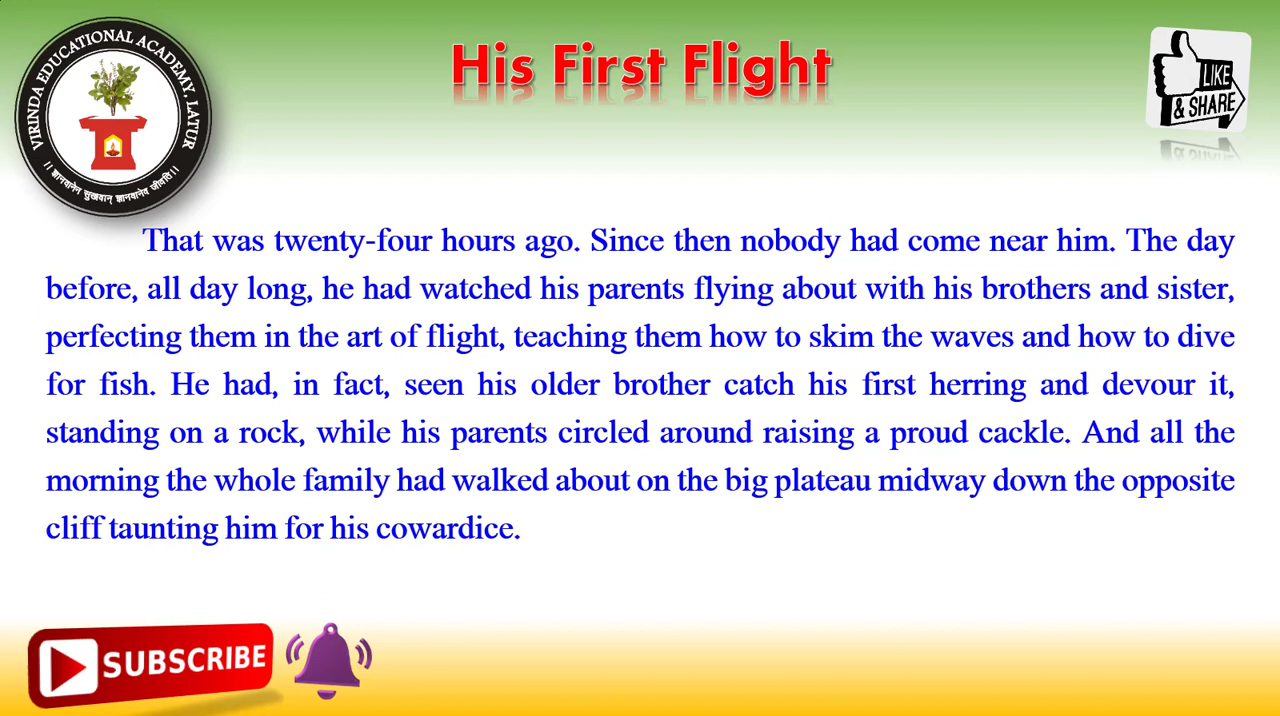 VIRINDA EDUCATIONAL ACADEMY, LATUR
।। ज्ञानवानेन सुखवान् ज्ञानवानेव जीवति ।।
His First Flight
LIKE
& SHARE
That was twenty-four hours ago. Since then nobody had come near him. The day
before, all day long, he had watched his parents flying about with his brothers and sister,
perfecting them in the art of flight, teaching them how to skim the waves and how to dive
for fish. He had, in fact, seen his older brother catch his first herring and devour it,
standing on a rock, while his parents circled around raising a proud cackle. And all the
morning the whole family had walked about on the big plateau midway down the opposite
cliff taunting him for his cowardice.
SUBSCRIBE